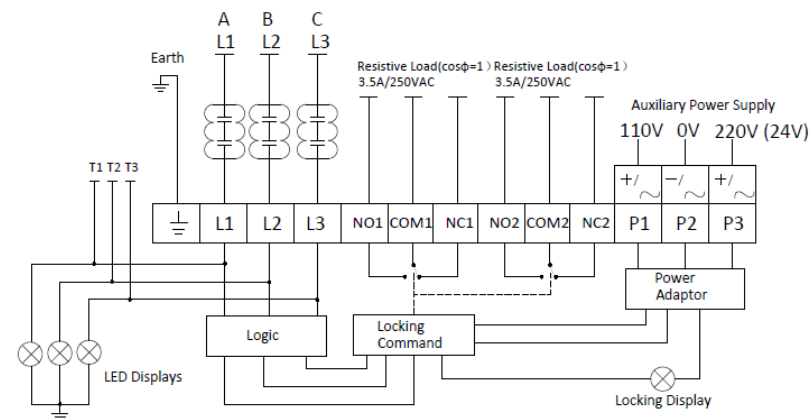 A B C
L1 L2 L3
Earth
Resistive Load(cosϕ=1) Resistive Load(cosϕ=1)
3.5A/250VAC 3.5A/250VAC
Auxiliary Power Supply
110V 0V 220V (24V)
T1 T2 T3
+/~ −/~ +/~
L1 L2 L3 NO1 COM1 NC1 NO2 COM2 NC2 P1 P2 P3
Power
Adaptor
Logic
Locking
Command
LED Displays
Locking Display